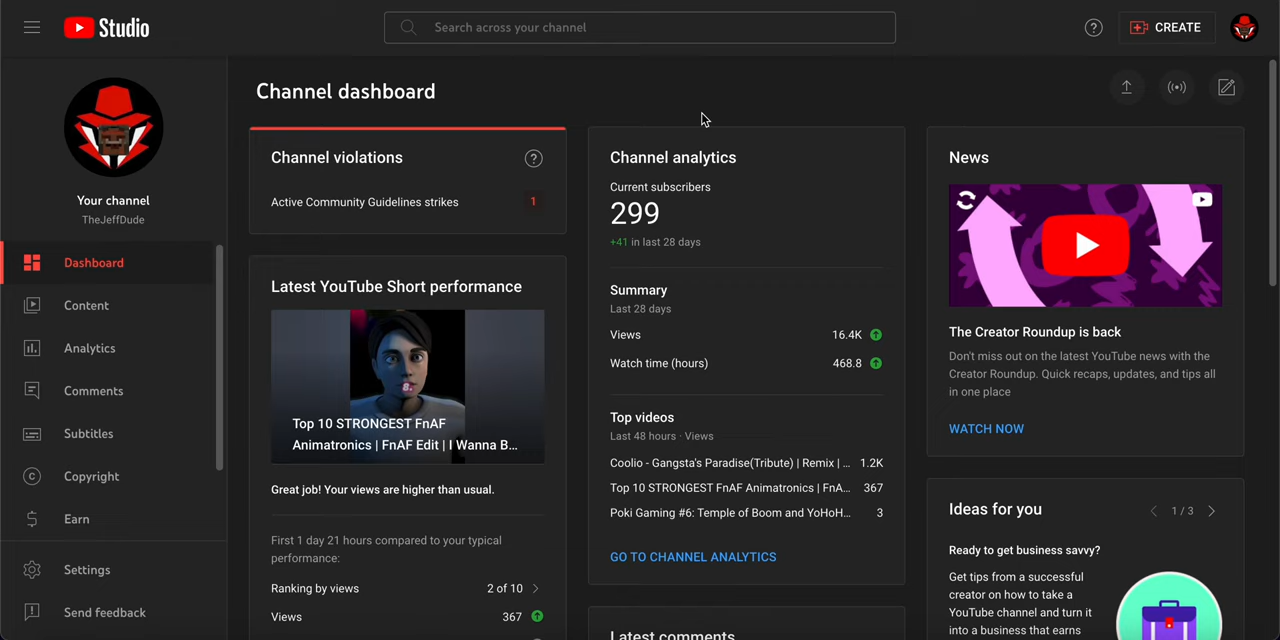 Studio
Search across your channel
CREATE
Your channel
TheJeffDude
Dashboard
Content
Analytics
Comments
Subtitles
Copyright
Earn
Settings
Send feedback
Channel dashboard
Channel violations
Active Community Guidelines strikes 1
Latest YouTube Short performance
Top 10 STRONGEST FnAF
Animatronics | FnAF Edit | I Wanna B...
Great job! Your views are higher than usual.
First 1 day 21 hours compared to your typical
performance:
Ranking by views 2 of 10
Views 367
Channel analytics
Current subscribers
299
+41 in last 28 days
Summary
Last 28 days
Views 16.4K
Watch time (hours) 468.8
Top videos
Last 48 hours · Views
Coolio - Gangsta's Paradise(Tribute) | Remix | ... 1.2K
Top 10 STRONGEST FnAF Animatronics | FnA... 367
Poki Gaming #6: Temple of Boom and YoHoH... 3
GO TO CHANNEL ANALYTICS
Latest comments
News
The Creator Roundup is back
Don't miss out on the latest YouTube news with the
Creator Roundup. Quick recaps, updates, and tips all
in one place
WATCH NOW
Ideas for you
1 / 3
Ready to get business savvy?
Get tips from a successful
creator on how to take a
YouTube channel and turn it
into a business that earns